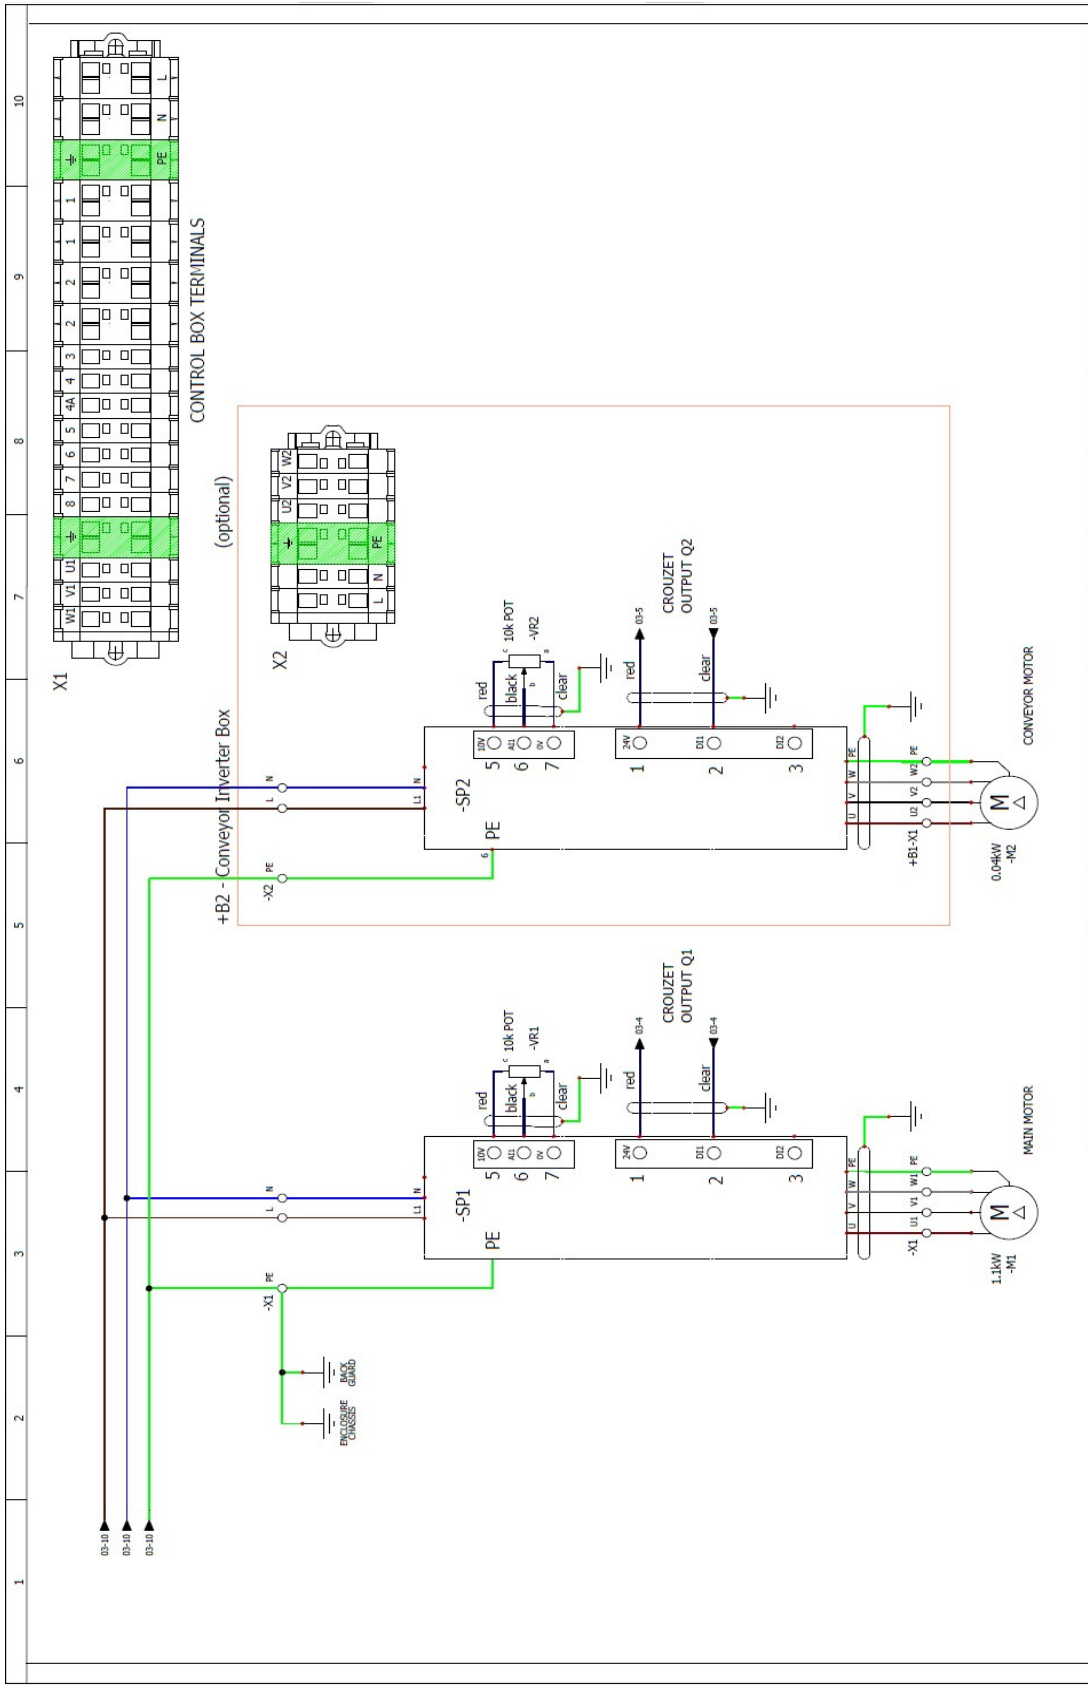 1
2
3
4
5
6
7
8
9
10
03-10
03-10
03-10
ENCLOSURE
CHASSIS
BACK
GUARD
-X1
PE
L
N
-SP1
L1
N
PE
10V
AI1
0V
5
6
7
red
black
clear
c
b
a
10k POT
-VR1
24V
DI1
DI2
1
2
3
red
clear
03-4
03-4
CROUZET
OUTPUT Q1
U
V
W
PE
-X1
U1
V1
W1
PE
M
1.1kW
-M1
MAIN MOTOR
+B2 - Conveyor Inverter Box
(optional)
-X2
PE
L
N
-SP2
L1
N
PE
6
10V
AI1
0V
5
6
7
red
black
clear
c
b
a
10k POT
-VR2
24V
DI1
DI2
1
2
3
red
clear
03-5
03-5
CROUZET
OUTPUT Q2
U
V
W
PE
+B1-X1
U2
V2
W2
PE
M
0.04kW
-M2
CONVEYOR MOTOR
X1
W1
V1
U1
8
7
6
5
4A
4
3
2
2
1
1
PE
N
L
CONTROL BOX TERMINALS
X2
U2
V2
W2
L
N
PE